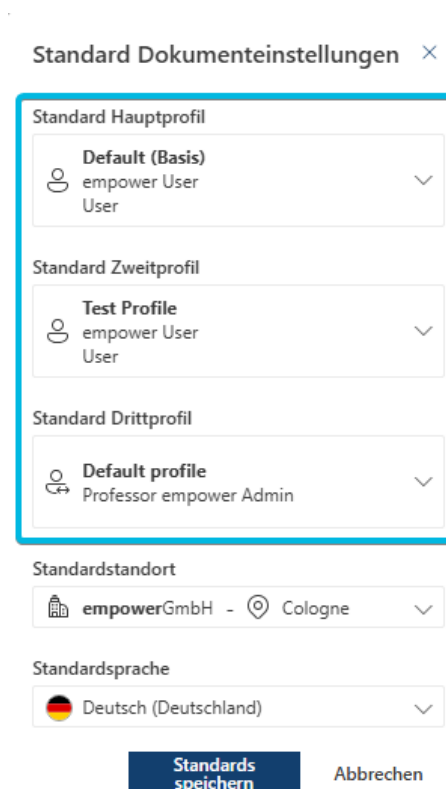 Standard Dokumenteinstellungen
Standard Hauptprofil
Default (Basis)
empower User
User
Standard Zweitprofil
Test Profile
empower User
User
Standard Drittprofil
Default profile
Professor empower Admin
Standardstandort
empowerGmbH - Cologne
Standardsprache
Deutsch (Deutschland)
Standards
speichern
Abbrechen